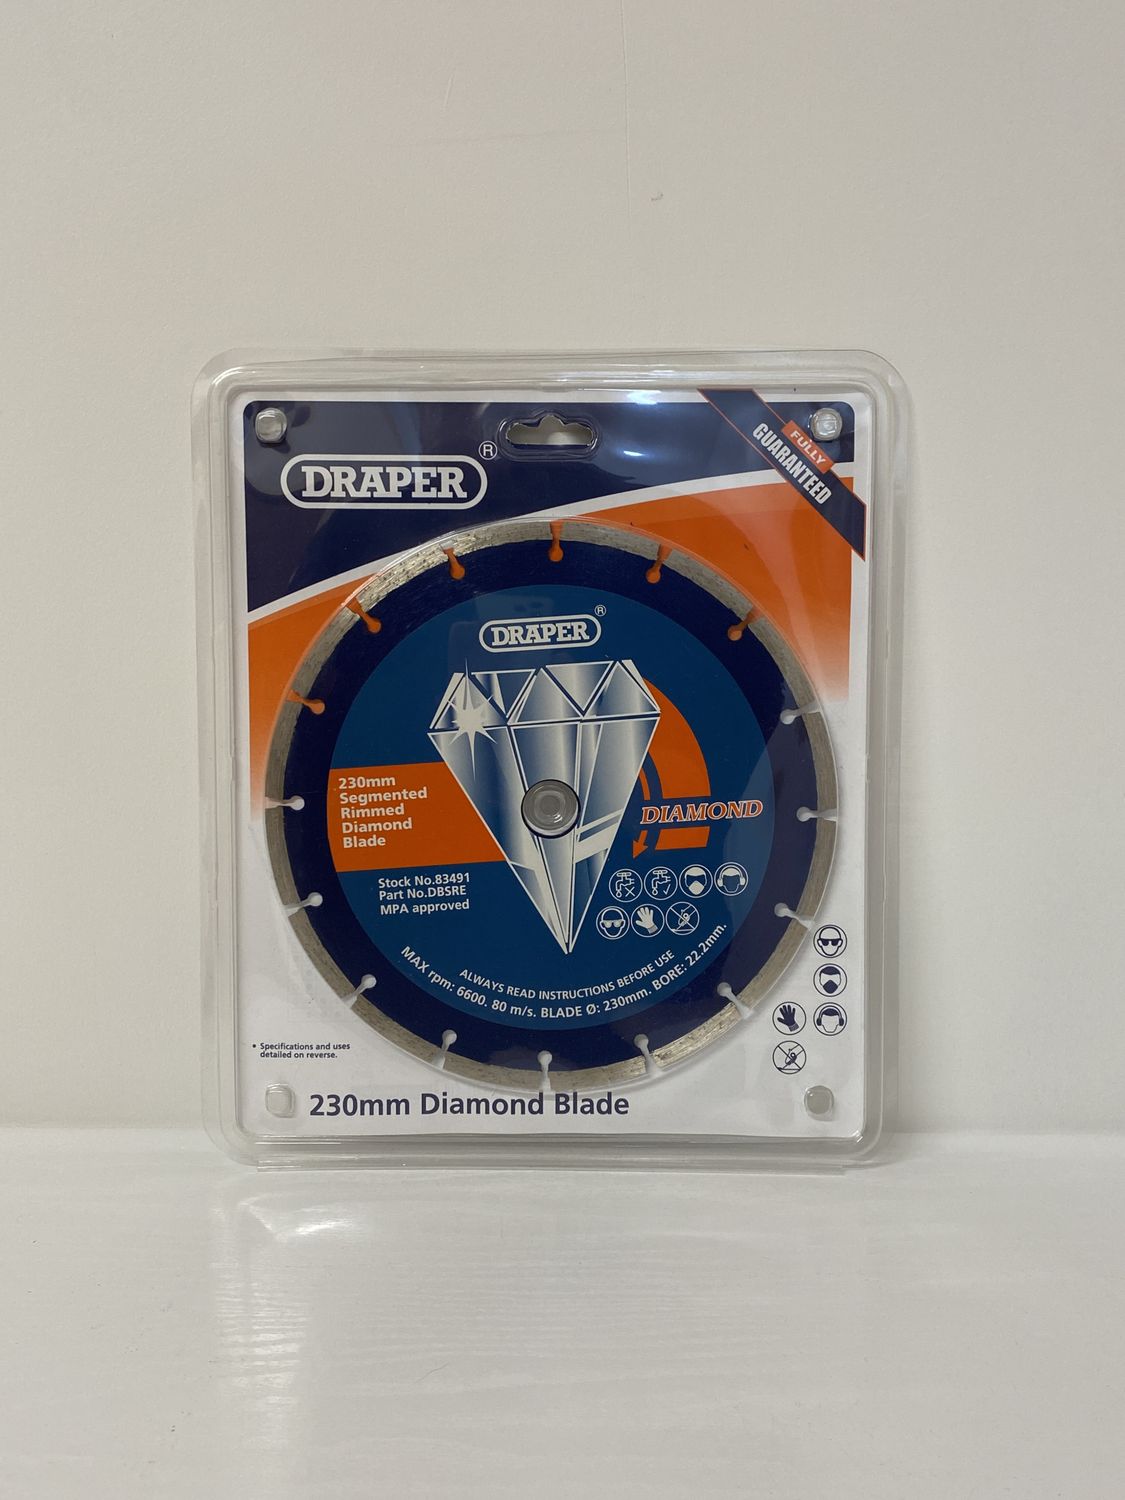 DRAPER®
FULLY
GUARANTEED
DRAPER®
230mm
Segmented
Rimmed
Diamond
Blade
DIAMOND
Stock No.83491
Part No.DBSRE
MPA approved
ALWAYS READ INSTRUCTIONS BEFORE USE
MAX rpm: 6600. 80 m/s. BLADE Ø: 230mm. BORE: 22.2mm.
• Specifications and uses
detailed on reverse.
230mm Diamond Blade